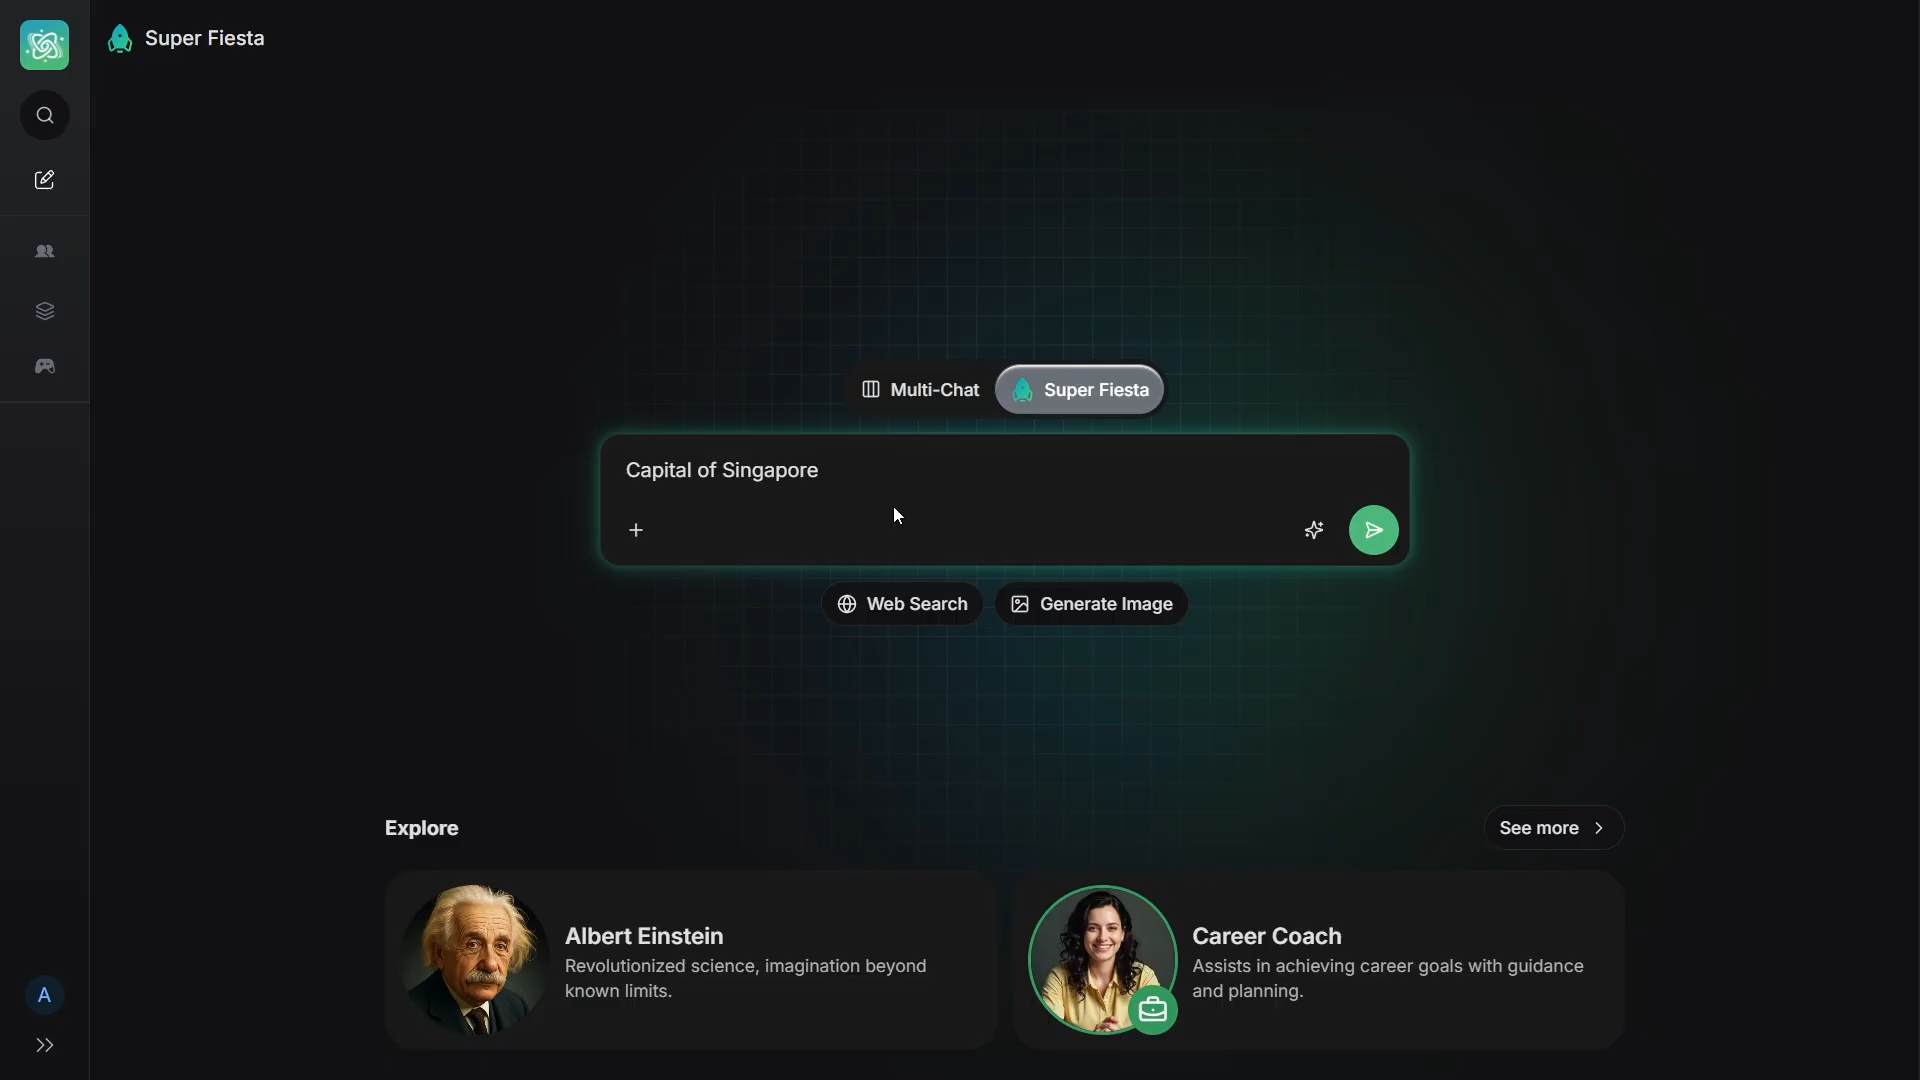 Super Fiesta
Multi-Chat
Super Fiesta
Capital of Singapore
Web Search
Generate Image
Explore
See more
Albert Einstein
Revolutionized science, imagination beyond
known limits.
Career Coach
Assists in achieving career goals with guidance
and planning.
A